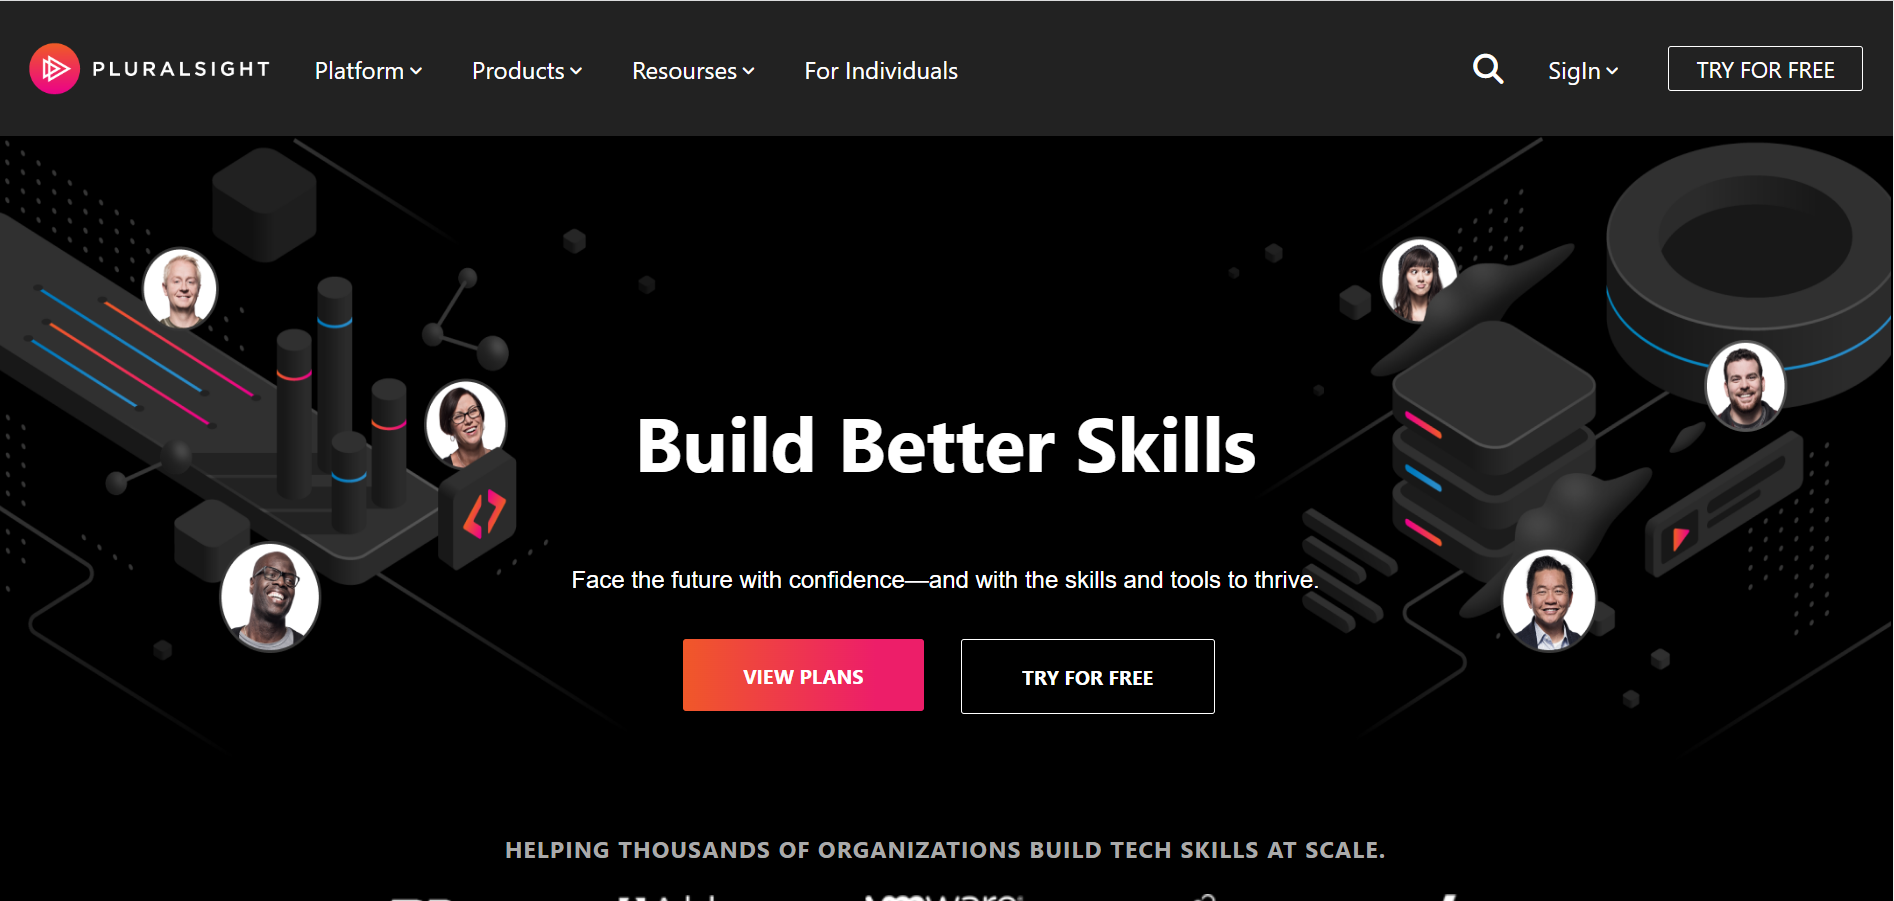 PLURALSIGHT
Platform
Products
Resourses
For Individuals
SigIn
TRY FOR FREE
Build Better Skills
Face the future with confidence—and with the skills and tools to thrive.
VIEW PLANS
TRY FOR FREE
HELPING THOUSANDS OF ORGANIZATIONS BUILD TECH SKILLS AT SCALE.
vmware